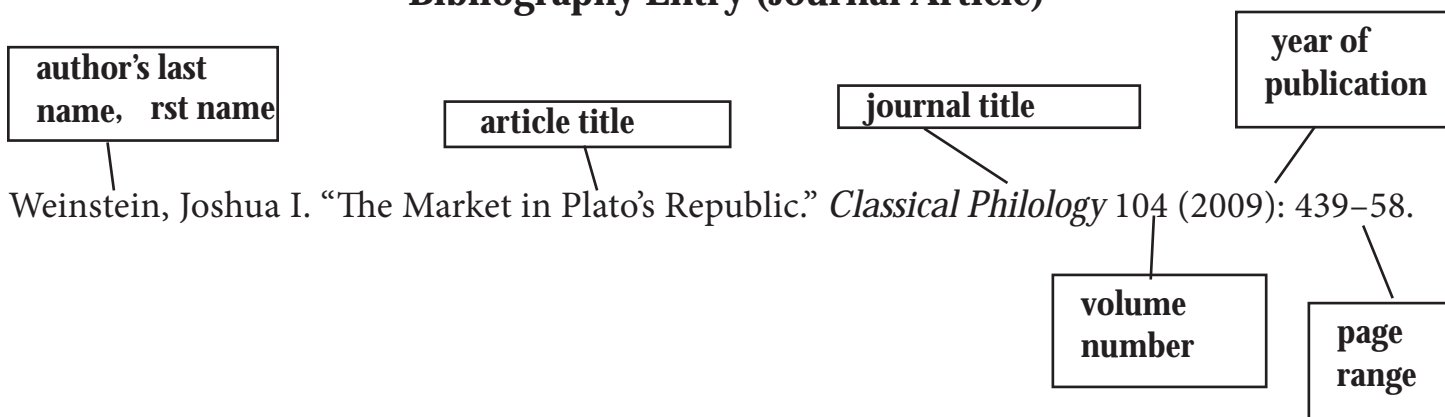 Bibliography Entry (Journal Article)
author's last
name, rst name
article title
journal title
year of
publication
Weinstein, Joshua I. “The Market in Plato's Republic.” Classical Philology 104 (2009): 439–58.
volume
number
page
range